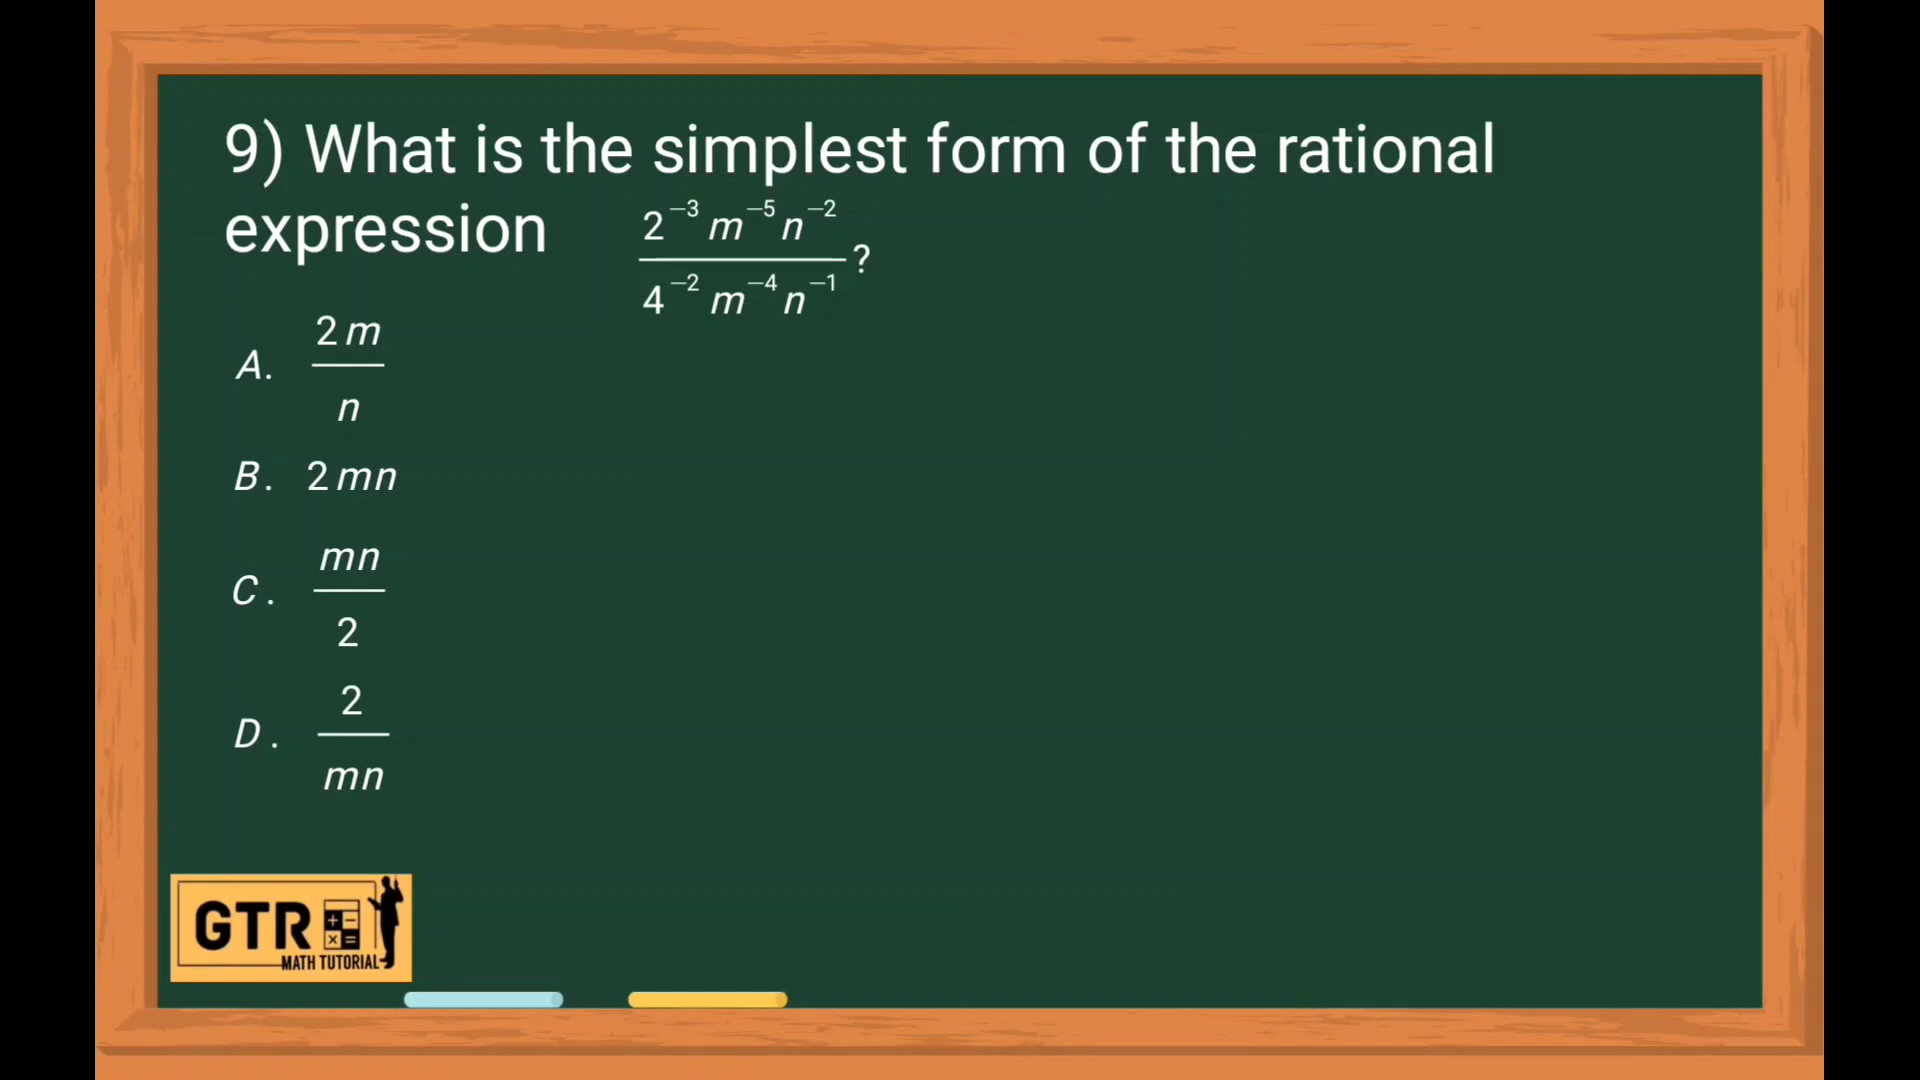 9) What is the simplest form of the rational
expression 2⁻³ m⁻⁵ n⁻² / 4⁻² m⁻⁴ n⁻¹ ?
A. 2m / n
B. 2mn
C. mn / 2
D. 2 / mn
GTR + − × =
MATH TUTORIAL